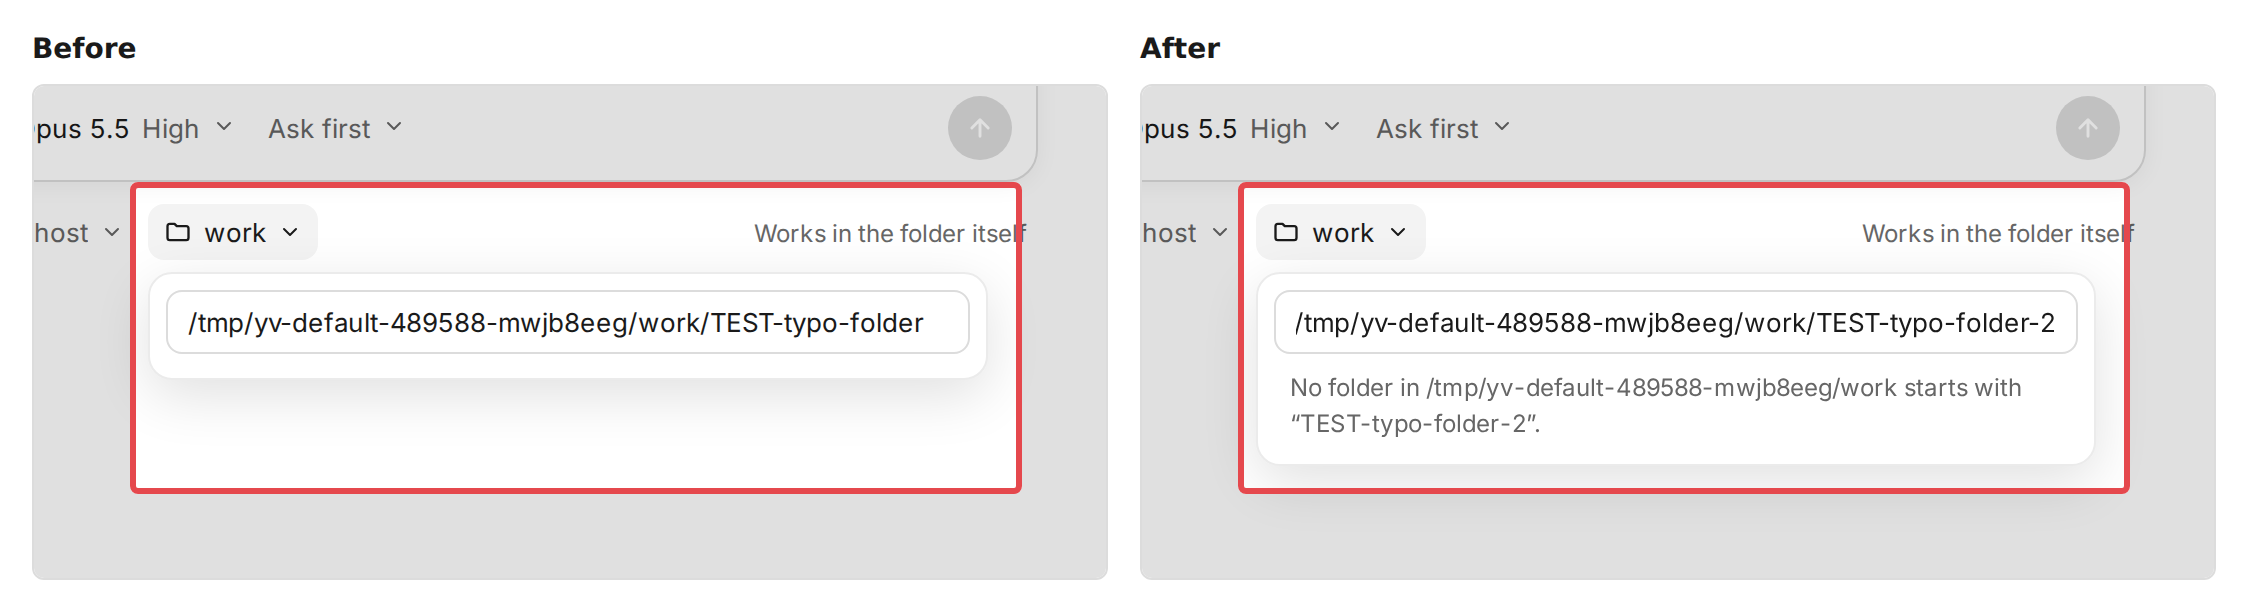 Before
pus 5.5 High Ask first
host work Works in the folder itself
/tmp/yv-default-489588-mwjb8eeg/work/TEST-typo-folder
After
pus 5.5 High Ask first
host work Works in the folder itself
/tmp/yv-default-489588-mwjb8eeg/work/TEST-typo-folder-2
No folder in /tmp/yv-default-489588-mwjb8eeg/work starts with
“TEST-typo-folder-2”.